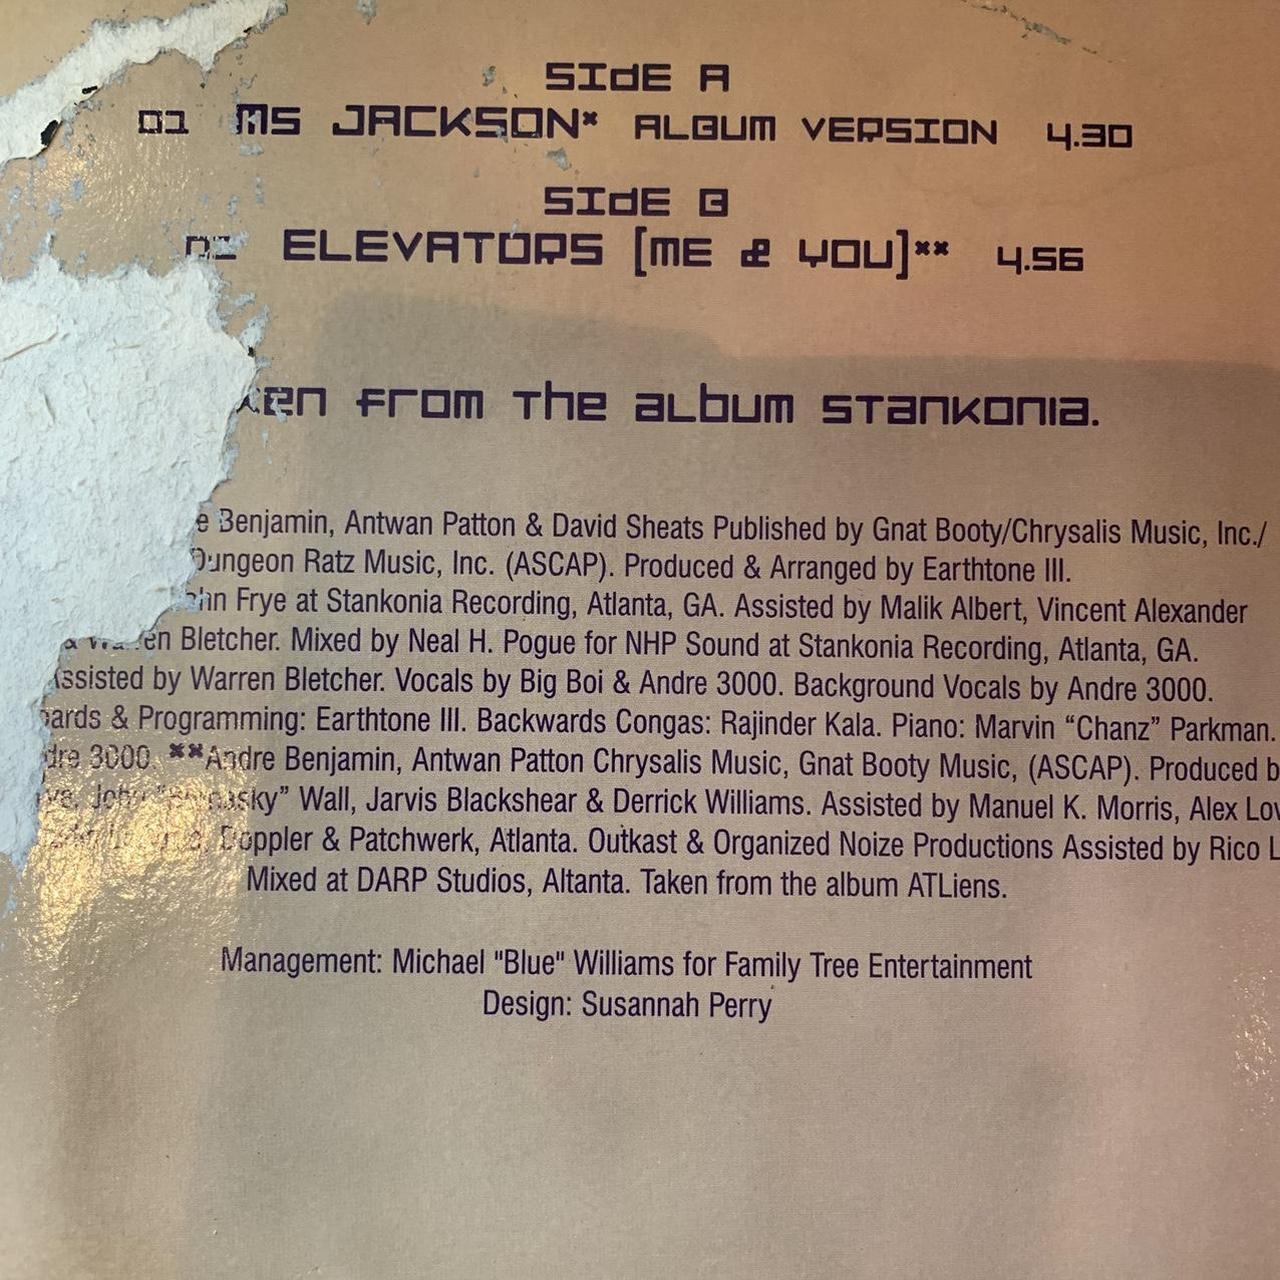 SIdE A
01 MS JACKSON* ALBUM VERSION 4.30
SIdE B
01 ELEVATORS [ME & YOU]** 4.56
from The album STankonia.
Benjamin, Antwan Patton & David Sheats Published by Gnat Booty/Chrysalis Music, Inc./
Dungeon Ratz Music, Inc. (ASCAP). Produced & Arranged by Earthtone III.
Frye at Stankonia Recording, Atlanta, GA. Assisted by Malik Albert, Vincent Alexander
& Warren Bletcher. Mixed by Neal H. Pogue for NHP Sound at Stankonia Recording, Atlanta, GA.
Assisted by Warren Bletcher. Vocals by Big Boi & Andre 3000. Background Vocals by Andre 3000.
& Programming: Earthtone III. Backwards Congas: Rajinder Kala. Piano: Marvin “Chanz” Parkman.
3000. **Andre Benjamin, Antwan Patton Chrysalis Music, Gnat Booty Music, (ASCAP). Produced
John Wall, Jarvis Blackshear & Derrick Williams. Assisted by Manuel K. Morris, Alex
Doppler & Patchwerk, Atlanta. Outkast & Organized Noize Productions Assisted by Rico
Mixed at DARP Studios, Altanta. Taken from the album ATLiens.
Management: Michael "Blue" Williams for Family Tree Entertainment
Design: Susannah Perry